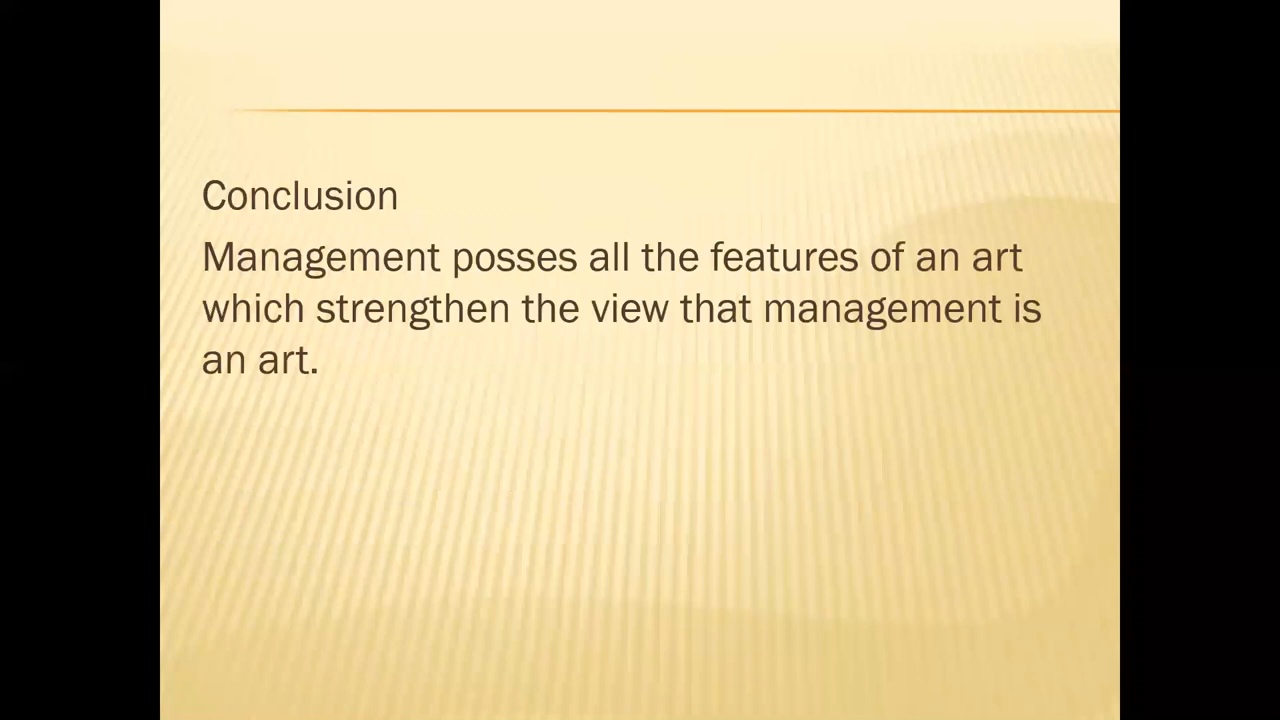 Conclusion
Management posses all the features of an art
which strengthen the view that management is
an art.